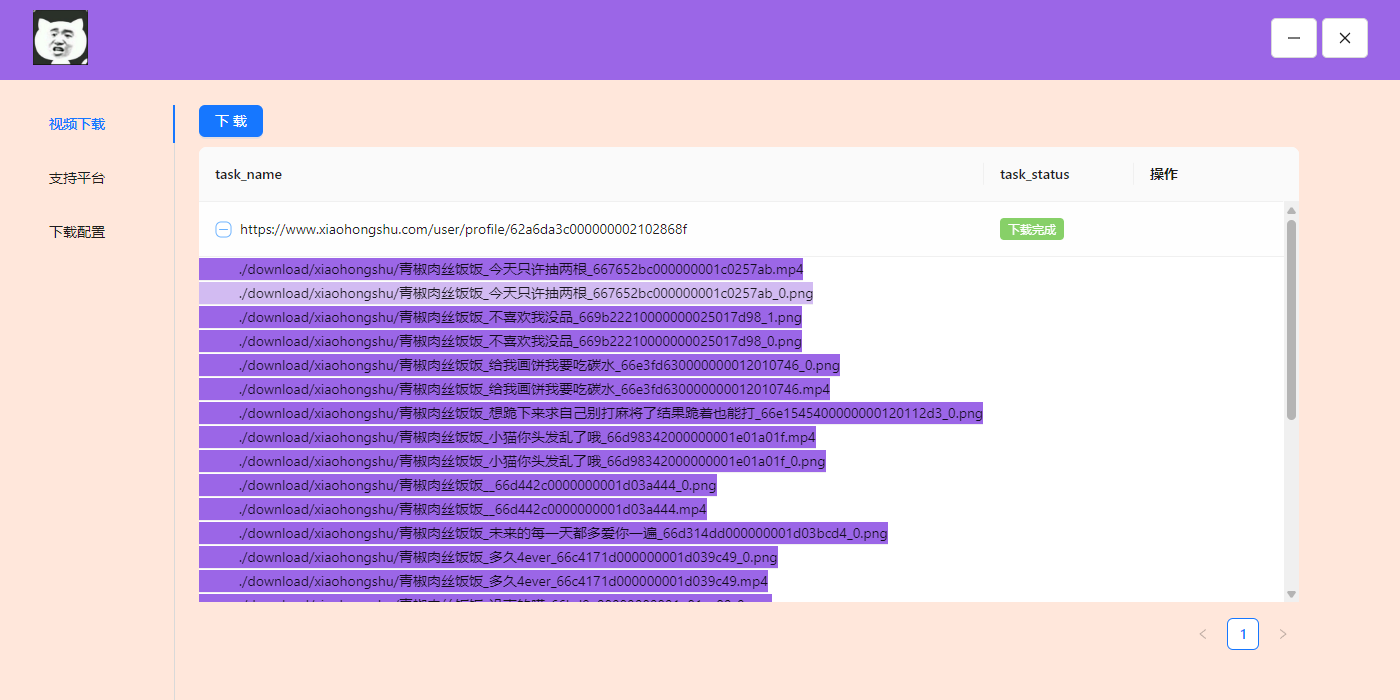 视频下载
支持平台
下载配置
下 载
task_name task_status 操作
https://www.xiaohongshu.com/user/profile/62a6da3c000000002102868f 下载完成
./download/xiaohongshu/青椒肉丝饭饭_今天只许抽两根_667652bc000000001c0257ab.mp4
./download/xiaohongshu/青椒肉丝饭饭_今天只许抽两根_667652bc000000001c0257ab_0.png
./download/xiaohongshu/青椒肉丝饭饭_不喜欢我没品_669b22210000000025017d98_1.png
./download/xiaohongshu/青椒肉丝饭饭_不喜欢我没品_669b22210000000025017d98_0.png
./download/xiaohongshu/青椒肉丝饭饭_给我画饼我要吃碳水_66e3fd630000000012010746_0.png
./download/xiaohongshu/青椒肉丝饭饭_给我画饼我要吃碳水_66e3fd630000000012010746.mp4
./download/xiaohongshu/青椒肉丝饭饭_想跪下来求自己别打麻将了结果跪着也能打_66e1545400000000120112d3_0.png
./download/xiaohongshu/青椒肉丝饭饭_小猫你头发乱了哦_66d98342000000001e01a01f.mp4
./download/xiaohongshu/青椒肉丝饭饭_小猫你头发乱了哦_66d98342000000001e01a01f_0.png
./download/xiaohongshu/青椒肉丝饭饭__66d442c0000000001d03a444_0.png
./download/xiaohongshu/青椒肉丝饭饭__66d442c0000000001d03a444.mp4
./download/xiaohongshu/青椒肉丝饭饭_未来的每一天都多爱你一遍_66d314dd000000001d03bcd4_0.png
./download/xiaohongshu/青椒肉丝饭饭_多久4ever_66c4171d000000001d039c49_0.png
./download/xiaohongshu/青椒肉丝饭饭_多久4ever_66c4171d000000001d039c49.mp4
1